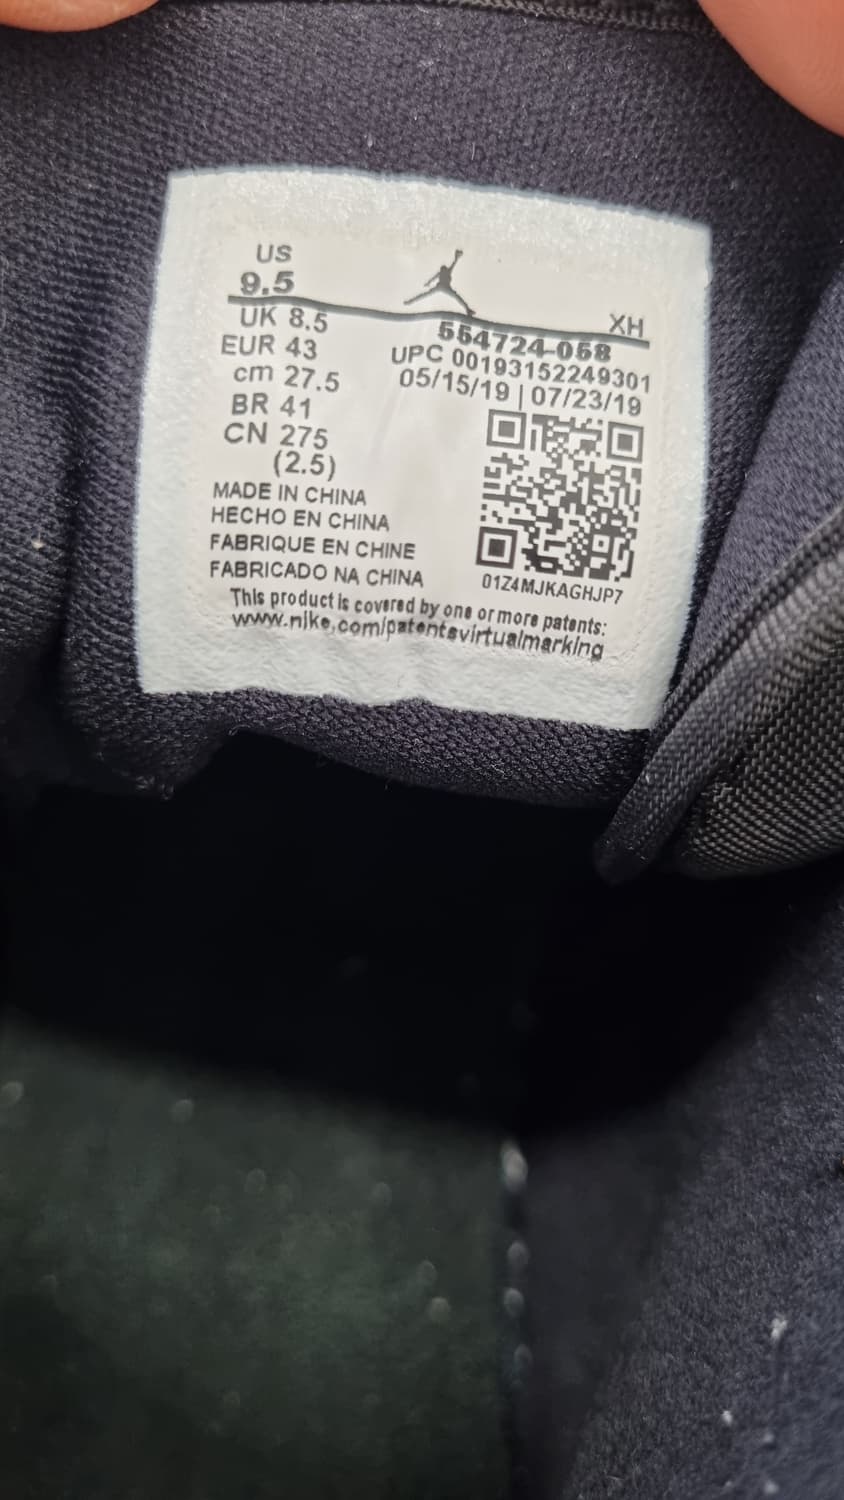 US
9.5
UK 8.5
EUR 43
cm 27.5
BR 41
CN 275
(2.5)
XH
554724-058
UPC 00193152249301
05/15/19 | 07/23/19
01Z4MJKAGHJP7
MADE IN CHINA
HECHO EN CHINA
FABRIQUE EN CHINE
FABRICADO NA CHINA
This product is covered by one or more patents:
www.nike.com/patentsvirtualmarking